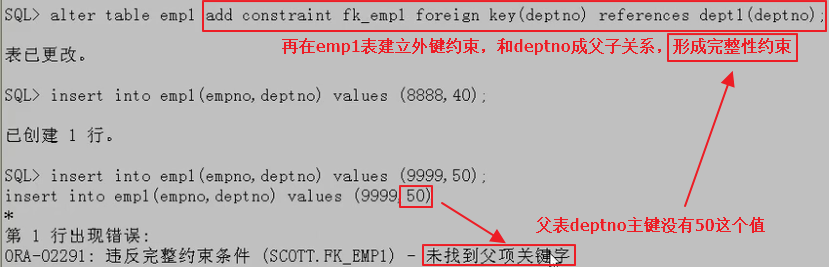 SQL> alter table emp1 add constraint fk_emp1 foreign key(deptno) references dept1(deptno);
再在emp1表建立外键约束，和deptno成父子关系，形成完整性约束
表已更改。
SQL> insert into emp1(empno,deptno) values (8888,40);
已创建 1 行。
SQL> insert into emp1(empno,deptno) values (9999,50);
insert into emp1(empno,deptno) values (9999,50)
*
父表deptno主键没有50这个值
第 1 行出现错误:
ORA-02291: 违反完整约束条件 (SCOTT.FK_EMP1) - 未找到父项关键字